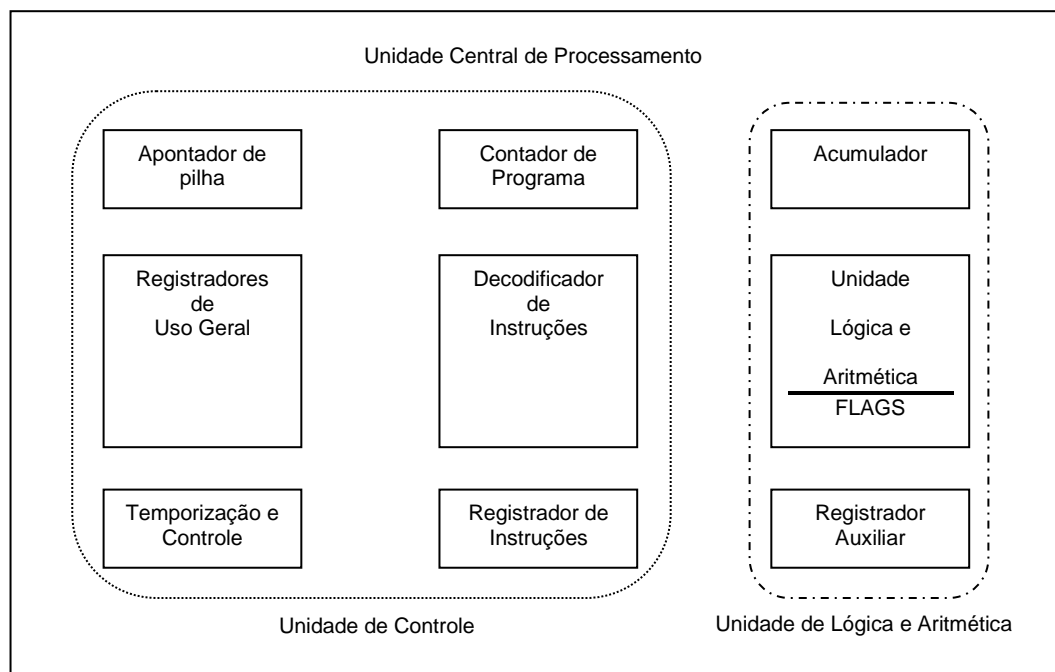 Unidade Central de Processamento
Apontador de
pilha
Contador de
Programa
Acumulador
Registradores
de
Uso Geral
Decodificador
de
Instruções
Unidade
Lógica e
Aritmética
FLAGS
Temporização e
Controle
Registrador de
Instruções
Registrador
Auxiliar
Unidade de Controle
Unidade de Lógica e Aritmética